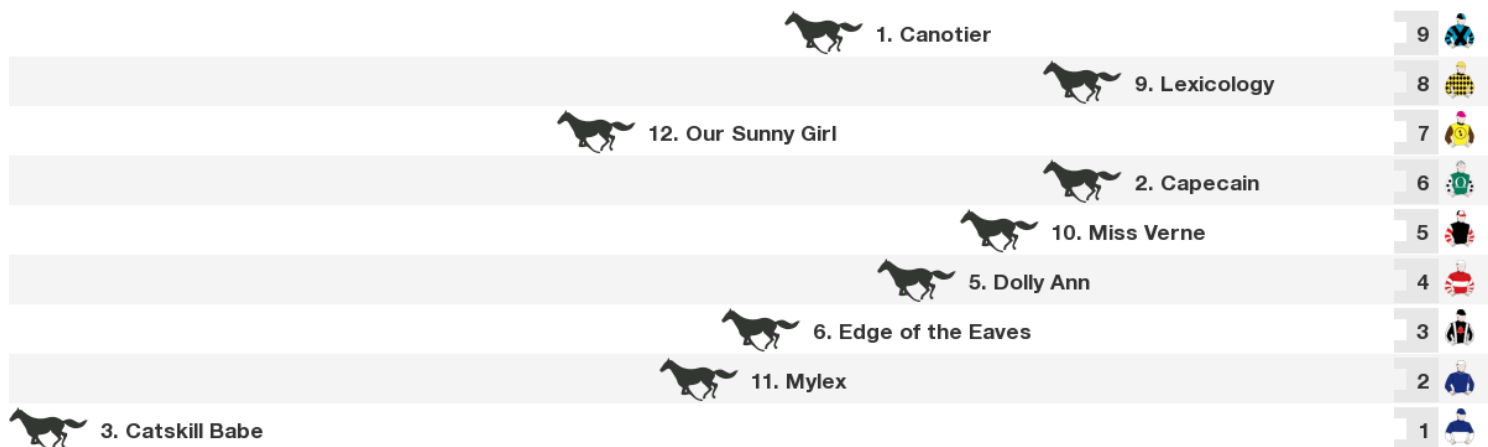 1. Canotier 9
9. Lexicology 8
12. Our Sunny Girl 7
2. Capecain 6
10. Miss Verne 5
5. Dolly Ann 4
6. Edge of the Eaves 3
11. Mylex 2
3. Catskill Babe 1